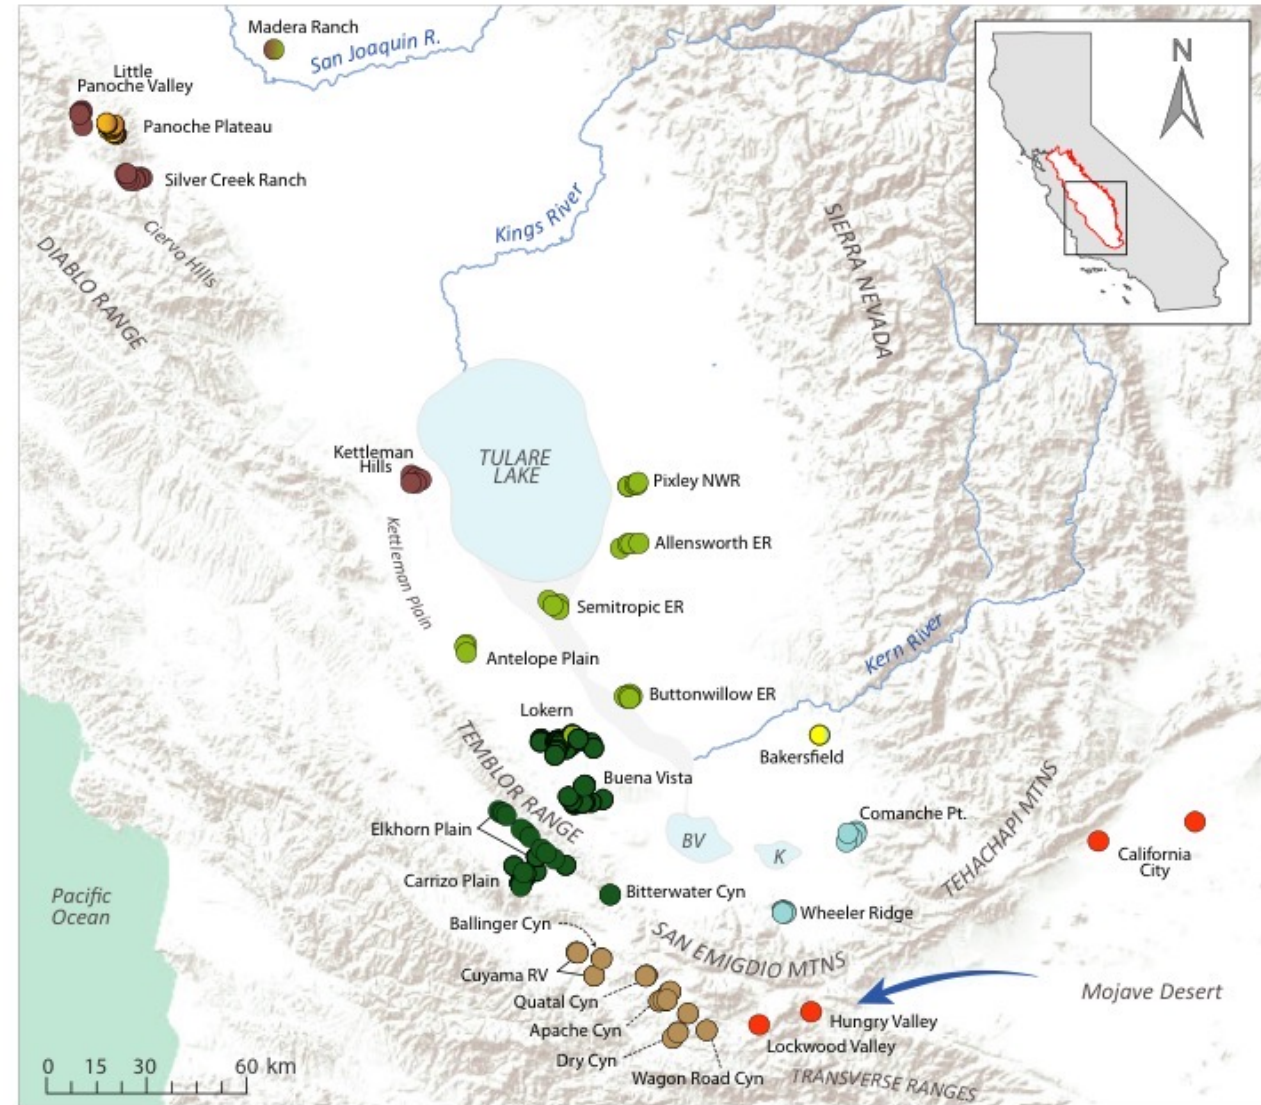 Madera Ranch
San Joaquin R.
N
Little
Panoche Valley
Panoche Plateau
Silver Creek Ranch
Ciervo Hills
DIABLO RANGE
Kings River
SIERRA NEVADA
Kettleman
Hills
TULARE
LAKE
Pixley NWR
Kettleman Plain
Allensworth ER
Semitropic ER
Antelope Plain
Kern River
Buttonwillow ER
Lokern
TEMBLOR RANGE
Bakersfield
Buena Vista
Elkhorn Plain
BV
K
Comanche Pt.
TEHACHAPI MTNS
California
City
Carrizo Plain
Bitterwater Cyn
Pacific
Ocean
Ballinger Cyn
Wheeler Ridge
SAN EMIGDIO MTNS
Cuyama RV
Quatal Cyn
Mojave Desert
Apache Cyn
Hungry Valley
Lockwood Valley
Dry Cyn
Wagon Road Cyn
TRANSVERSE RANGES
0 15 30 60 km